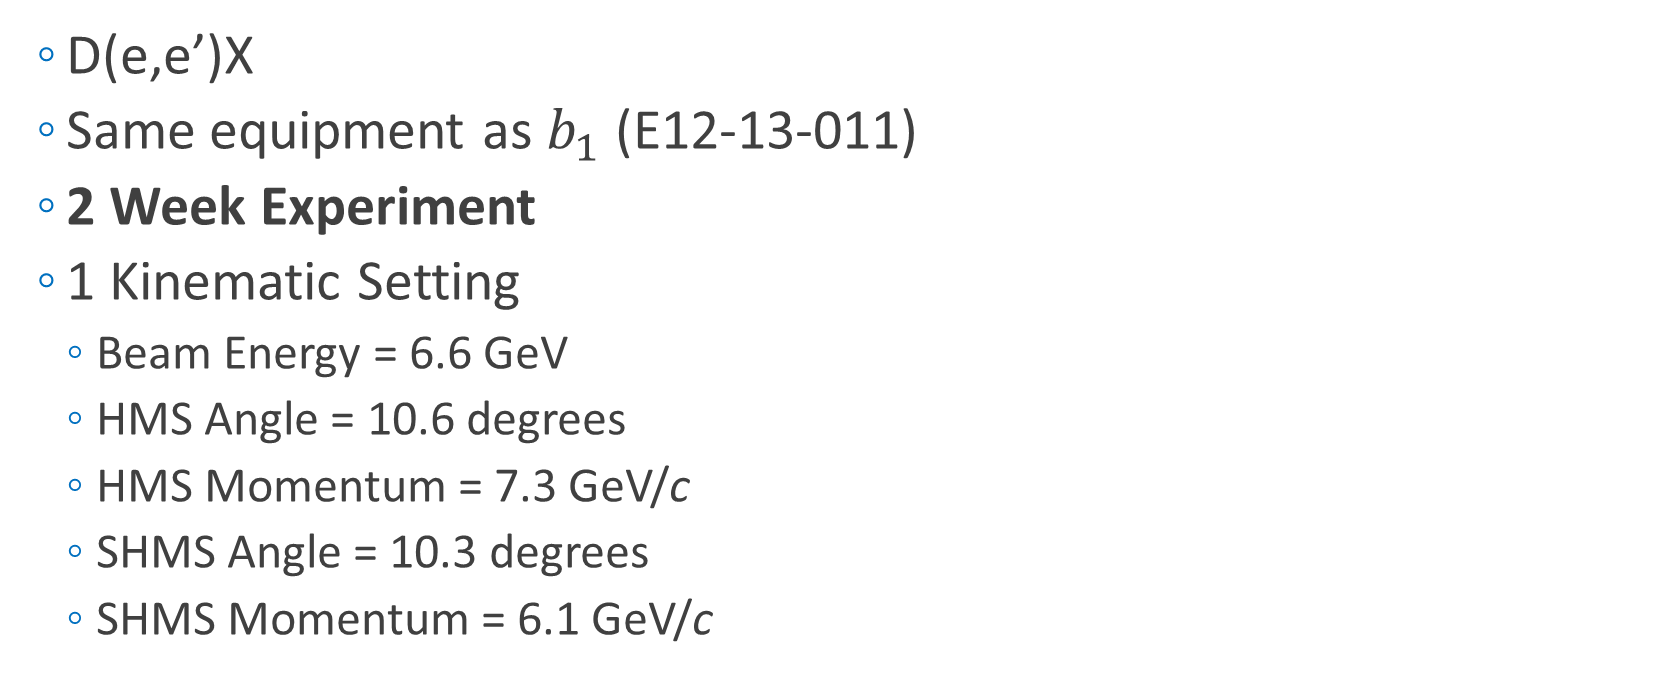 ◦ D(e,e’)X
◦ Same equipment as b₁ (E12-13-011)
◦ 2 Week Experiment
◦ 1 Kinematic Setting
◦ Beam Energy = 6.6 GeV
◦ HMS Angle = 10.6 degrees
◦ HMS Momentum = 7.3 GeV/c
◦ SHMS Angle = 10.3 degrees
◦ SHMS Momentum = 6.1 GeV/c